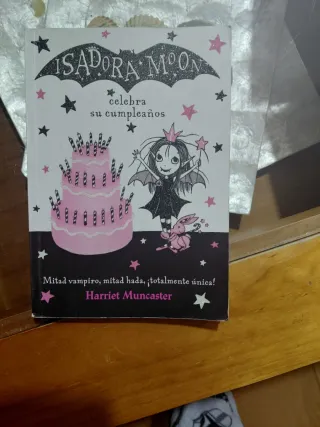 ISADORA MOON
celebra
su cumpleaños
Mitad vampiro, mitad hada, ¡totalmente única!
Harriet Muncaster